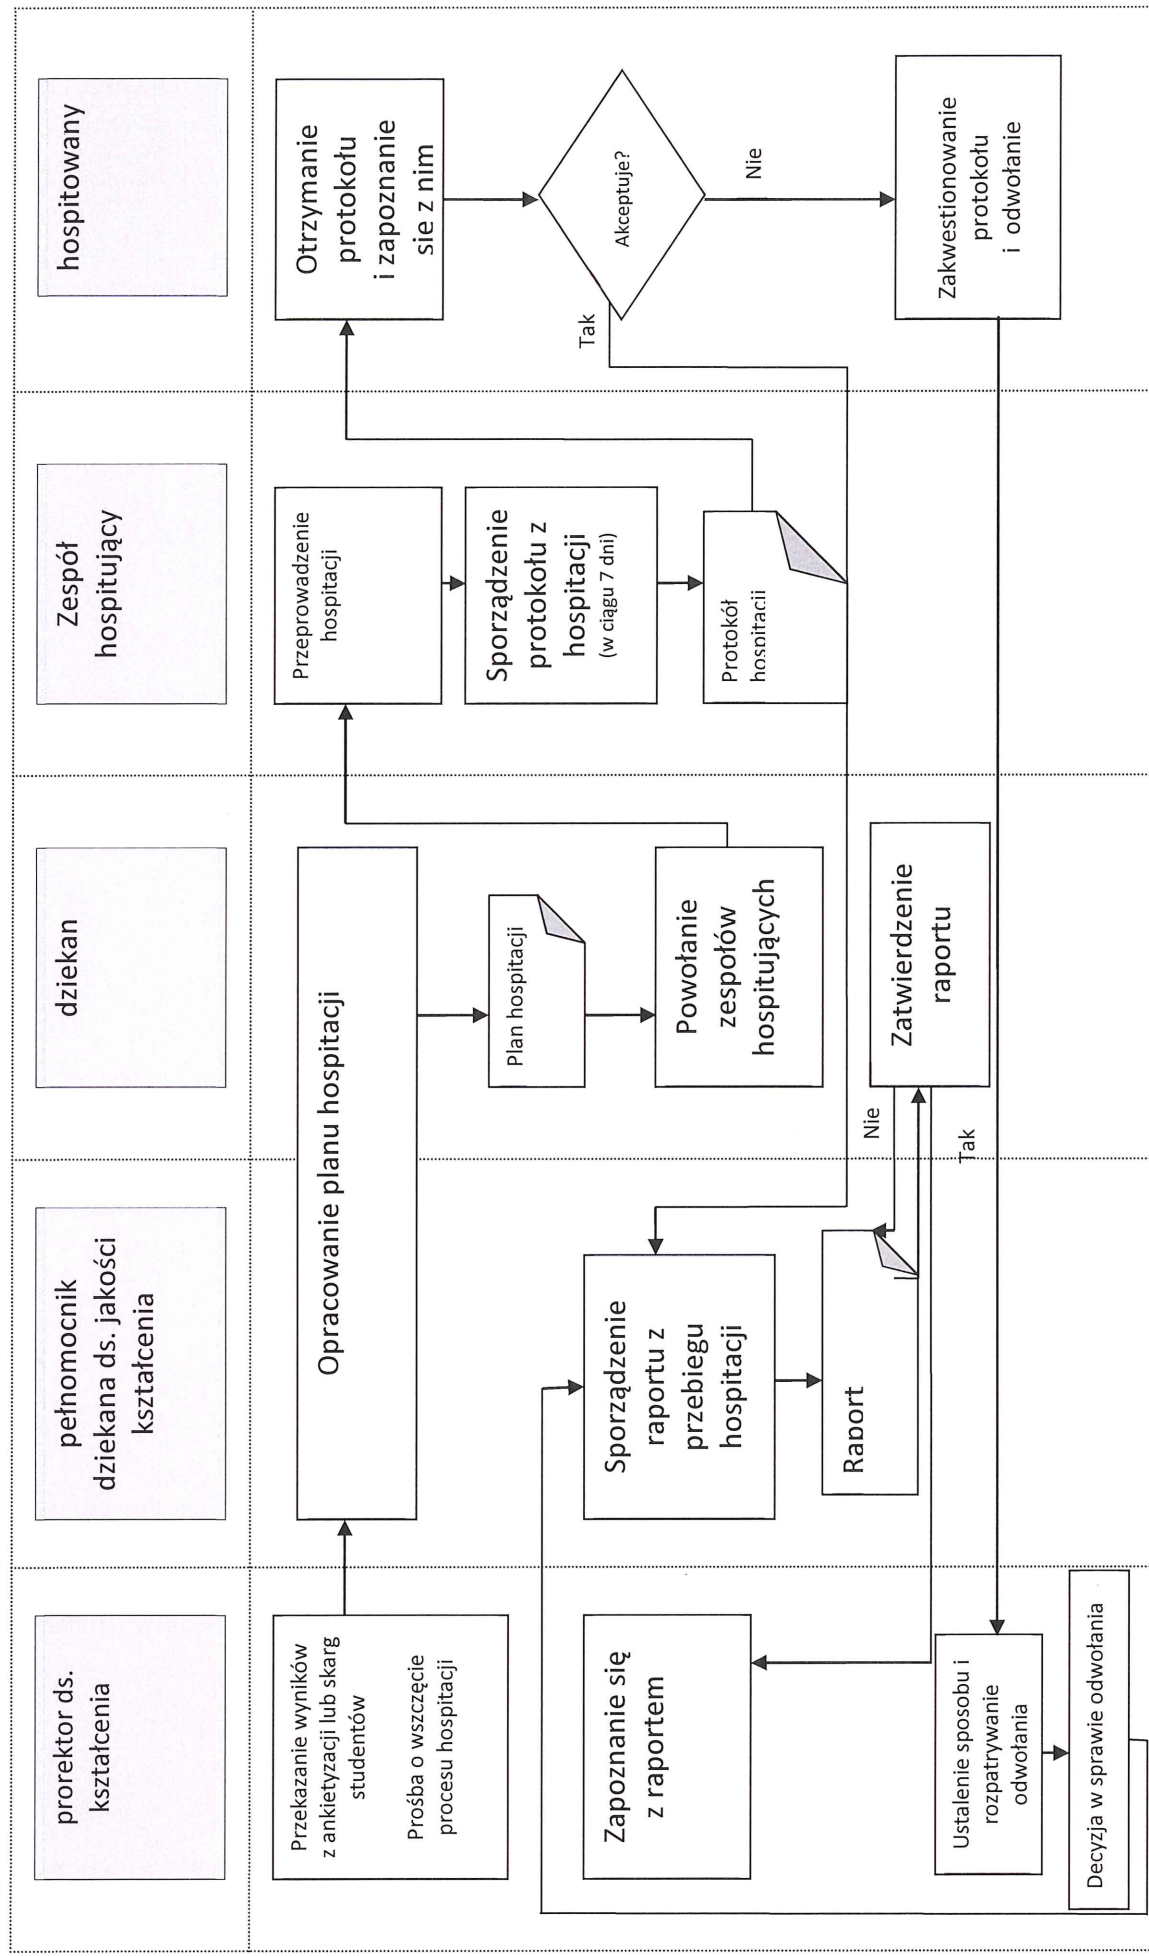 prorektor ds.
kształcenia
pełnomocnik
dziekana ds. jakości
kształcenia
dziekan
Zespół
hospitujący
hospitowany
Przekazanie wyników
z ankietyzacji lub skarg
studentów
Prośba o wszczęcie
procesu hospitacji
Opracowanie planu hospitacji
Plan hospitacji
Powołanie
zespołów
hospitujących
Przeprowadzenie
hospitacji
Sporządzenie
protokołu z
hospitacji
(w ciągu 7 dni)
Protokół
hospitacji
Otrzymanie
protokołu
i zapoznanie
sie z nim
Akceptuje?
Tak
Nie
Zakwestionowanie
protokołu
i odwołanie
Sporządzenie
raportu z
przebiegu
hospitacji
Raport
Zatwierdzenie
raportu
Nie
Tak
Zapoznanie się
z raportem
Ustalenie sposobu i
rozpatrywanie
odwołania
Decyzja w sprawie odwołania